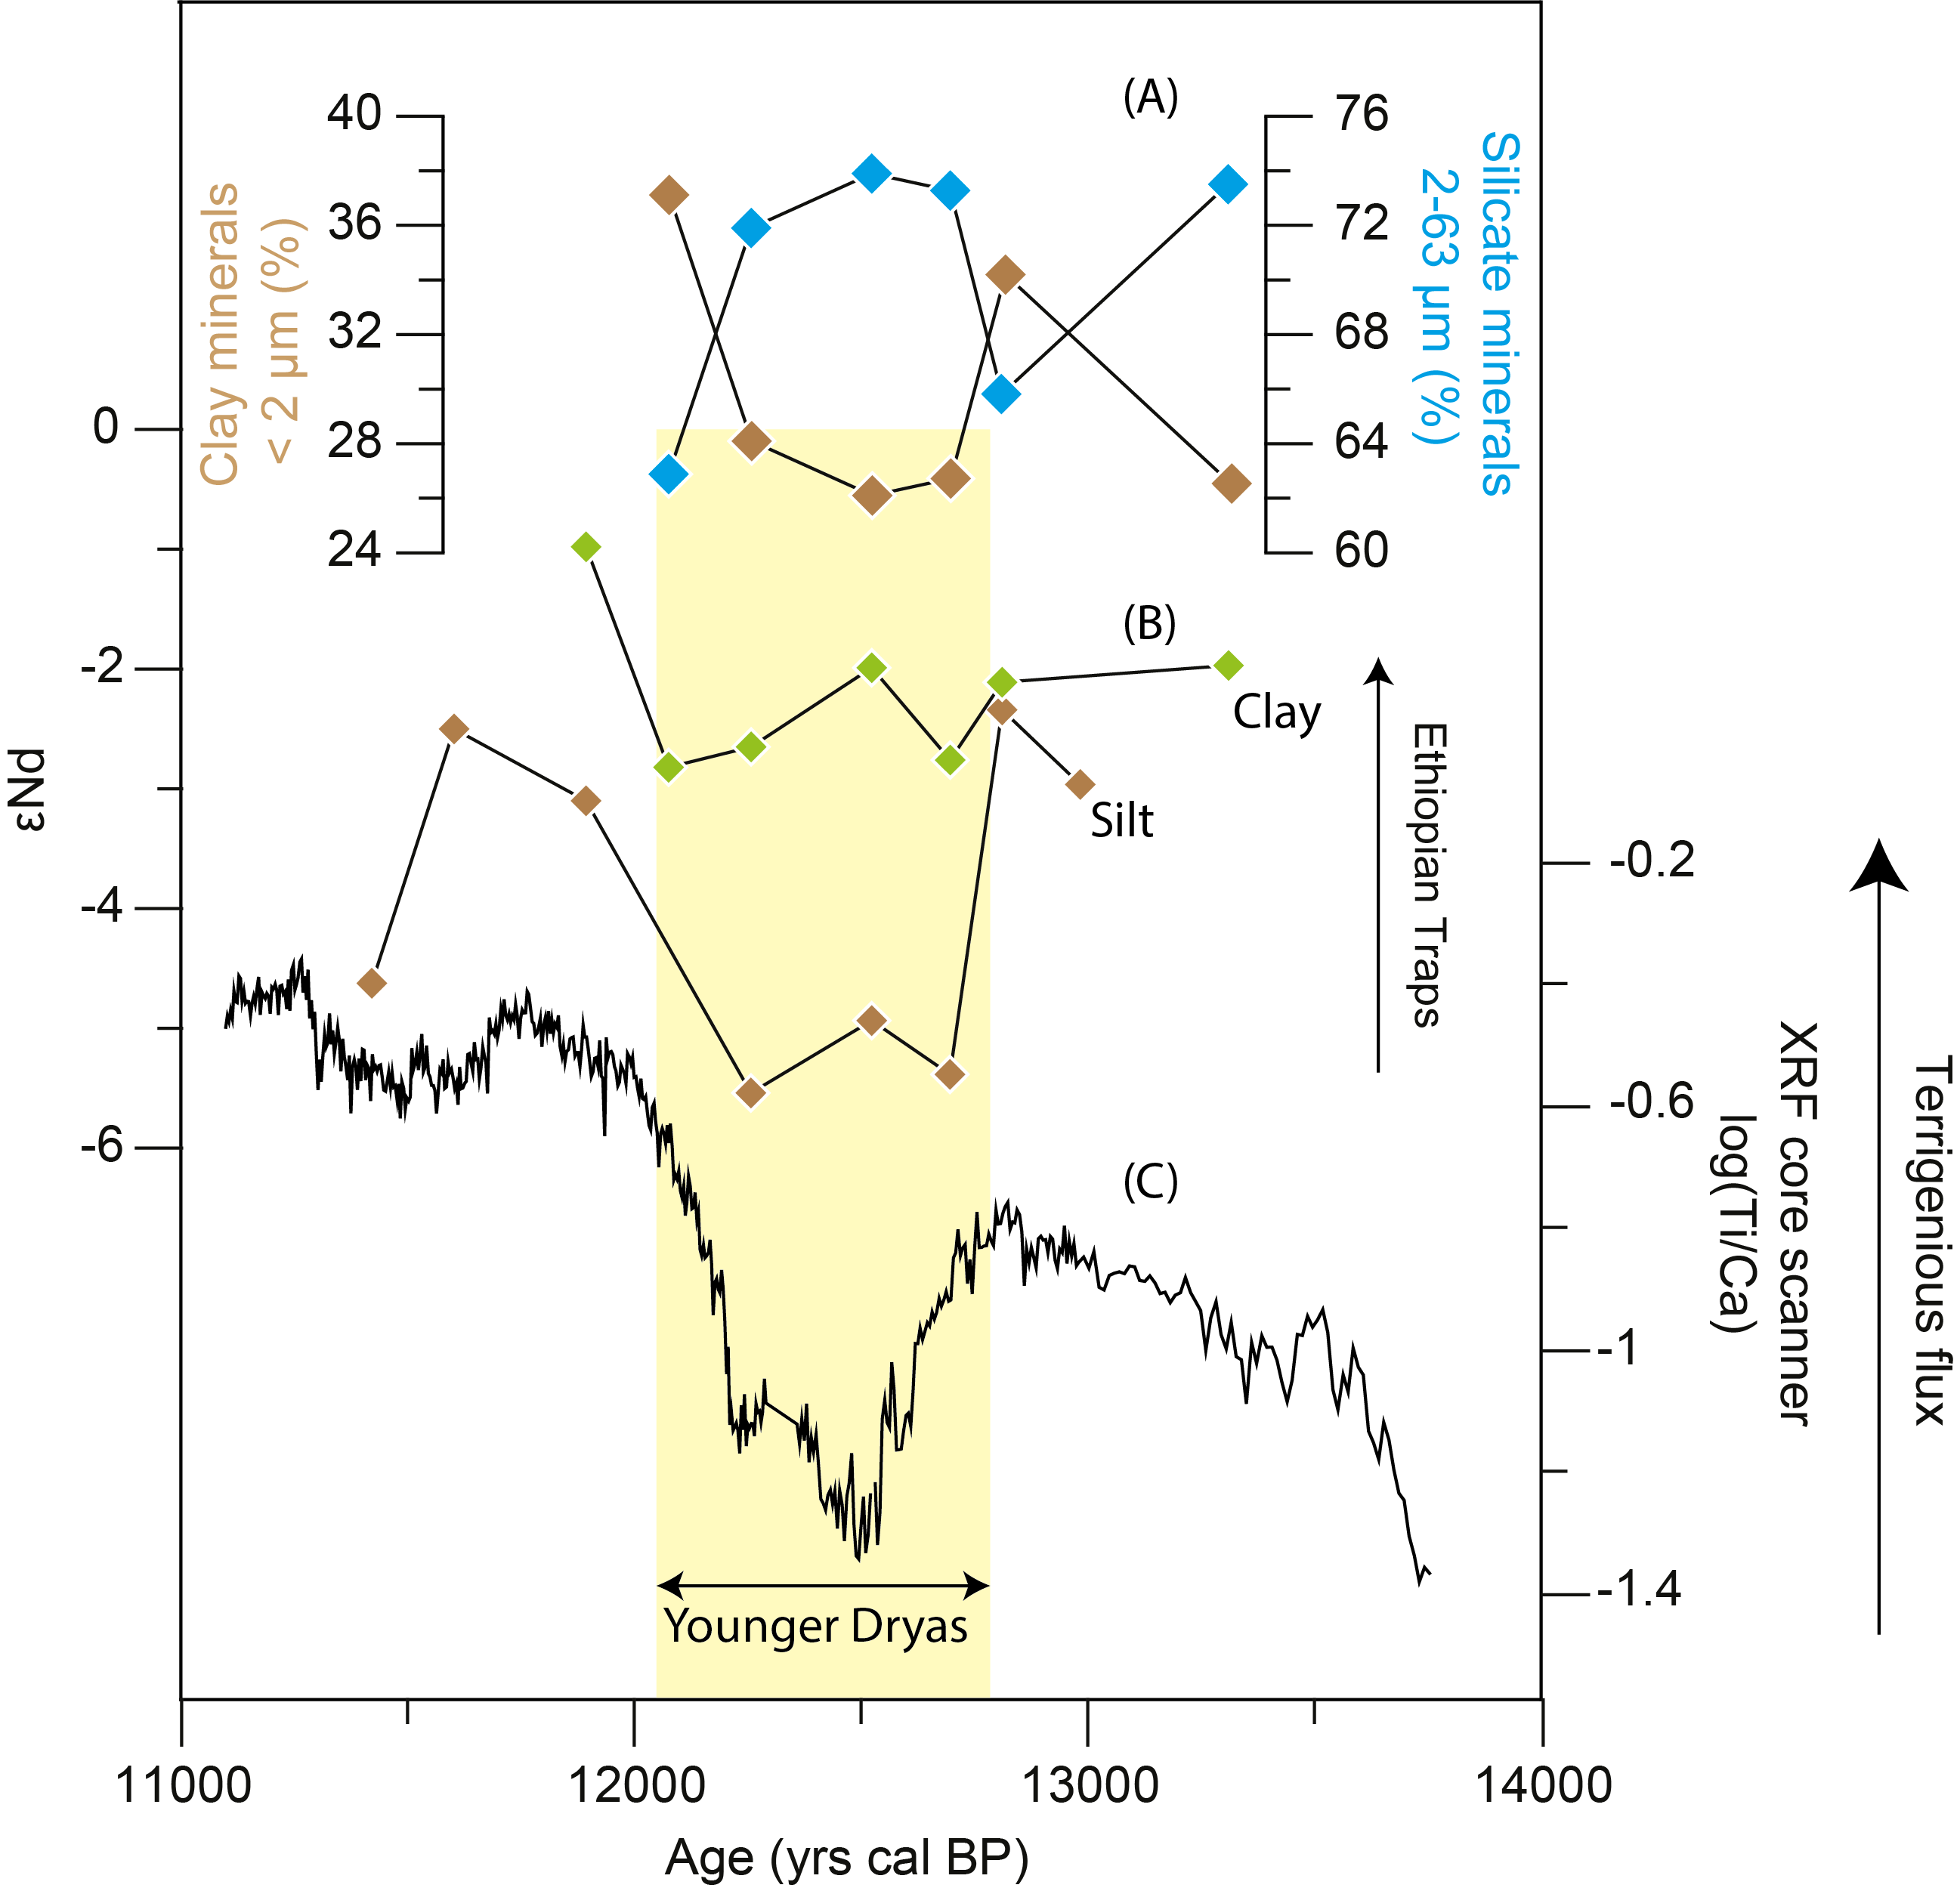 (A)
40
36
32
28
24
Clay minerals
< 2 µm (%)
76
72
68
64
60
Silicate minerals
2-63 µm (%)
0
-2
-4
-6
εNd
(B)
Clay
Silt
Ethiopian Traps
-0.2
-0.6
-1
-1.4
XRF core scanner
log(Ti/Ca)
Terrigenious flux
(C)
Younger Dryas
11000
12000
13000
14000
Age (yrs cal BP)